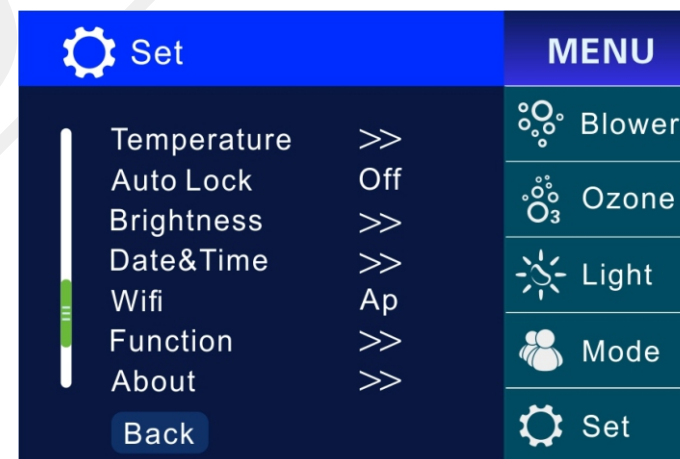 Set
Temperature >>
Auto Lock Off
Brightness >>
Date&Time >>
Wifi Ap
Function >>
About >>
Back
MENU
Blower
O3 Ozone
Light
Mode
Set